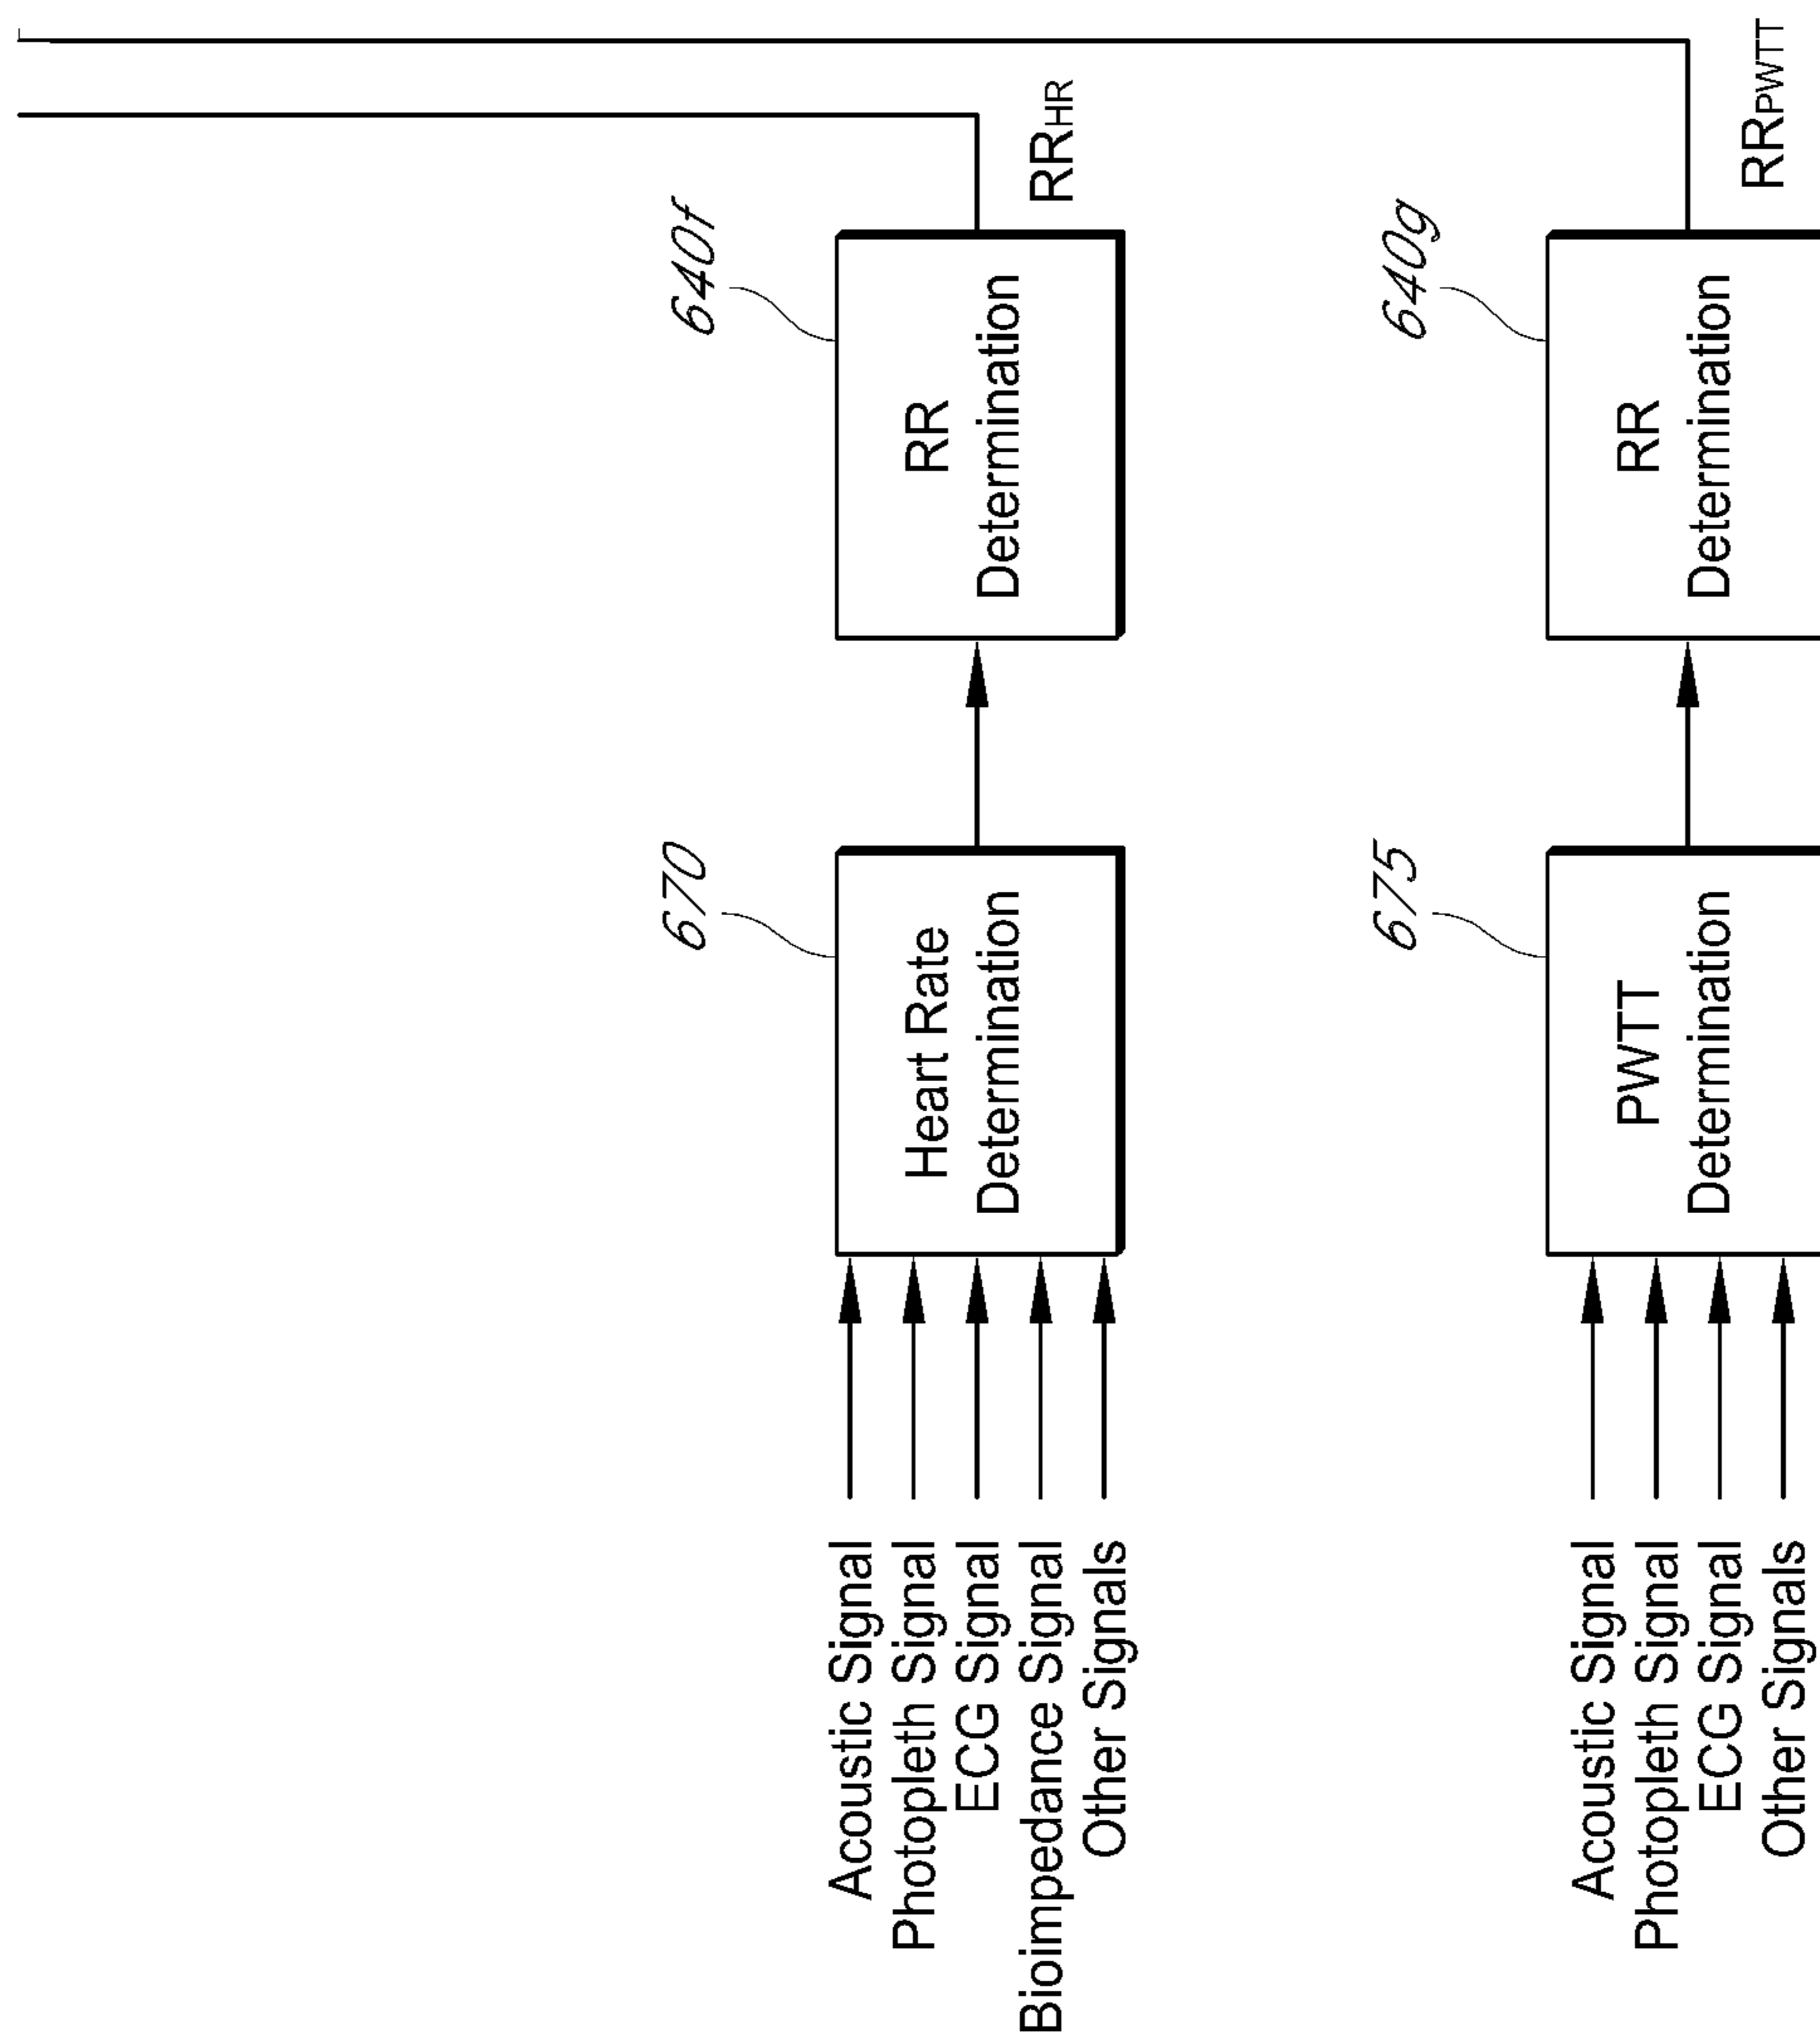 Acoustic Signal
Photopleth Signal
ECG Signal
Bioimpedance Signal
Other Signals
670
Heart Rate
Determination
640f
RR
Determination
RRHR
Acoustic Signal
Photopleth Signal
ECG Signal
Other Signals
675
PWTT
Determination
640g
RR
Determination
RRPWTT